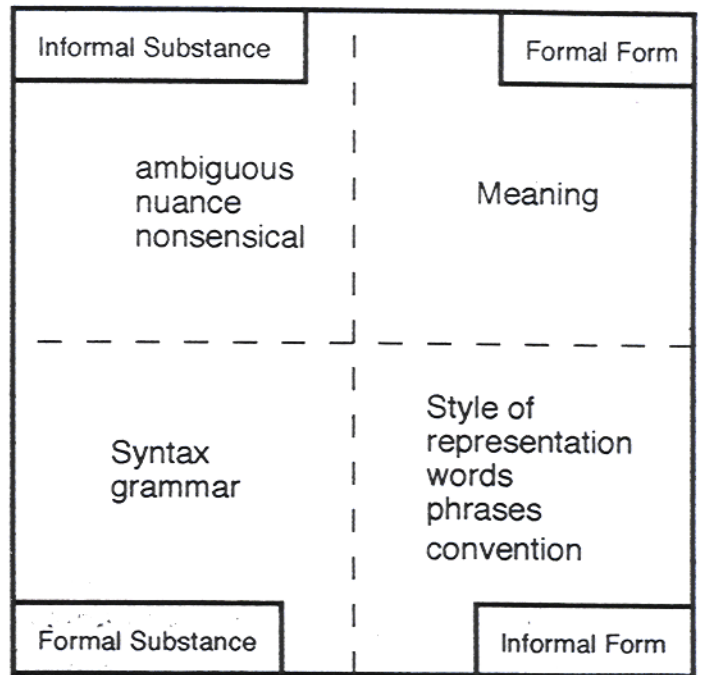 Informal Substance
Formal Form
ambiguous
nuance
nonsensical
Meaning
Syntax
grammar
Style of
representation
words
phrases
convention
Formal Substance
Informal Form